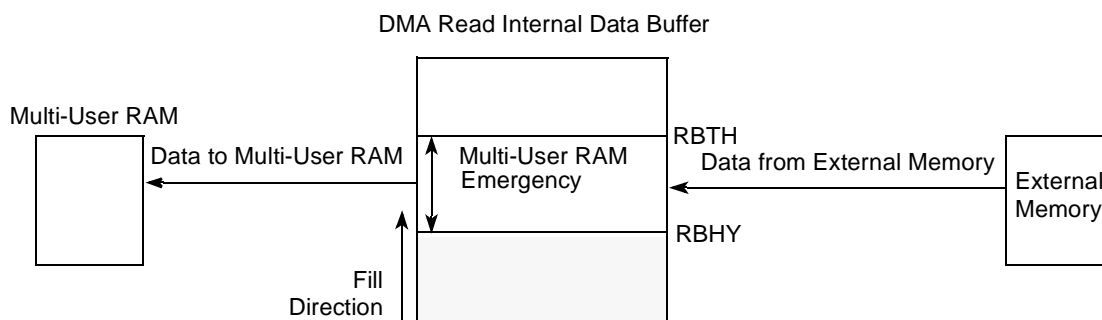 DMA Read Internal Data Buffer
Multi-User RAM
RBTH
Data to Multi-User RAM
Multi-User RAM
Emergency
Data from External Memory
External
Memory
RBHY
Fill
Direction